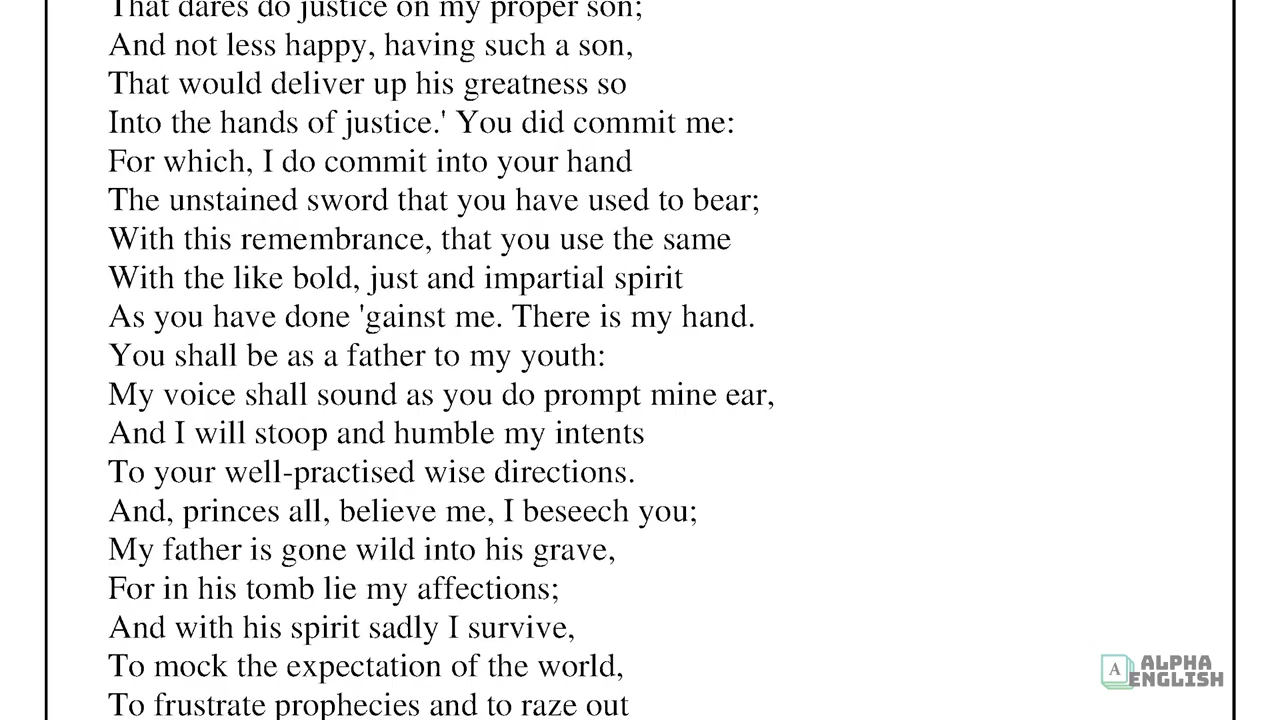 That dares do justice on my proper son;
And not less happy, having such a son,
That would deliver up his greatness so
Into the hands of justice.' You did commit me:
For which, I do commit into your hand
The unstained sword that you have used to bear;
With this remembrance, that you use the same
With the like bold, just and impartial spirit
As you have done 'gainst me. There is my hand.
You shall be as a father to my youth:
My voice shall sound as you do prompt mine ear,
And I will stoop and humble my intents
To your well-practised wise directions.
And, princes all, believe me, I beseech you;
My father is gone wild into his grave,
For in his tomb lie my affections;
And with his spirit sadly I survive,
To mock the expectation of the world,
To frustrate prophecies and to raze out
A ALPHA
ENGLISH